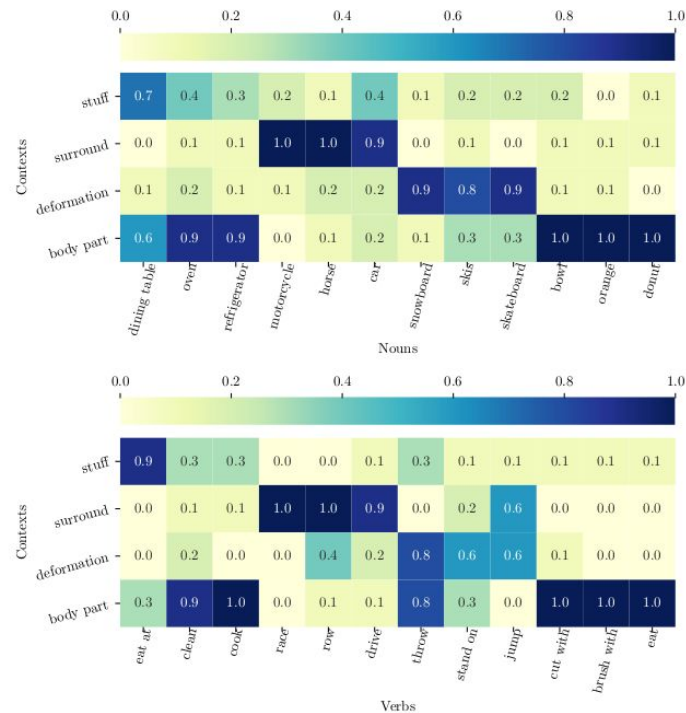 0.0 0.2 0.4 0.6 0.8 1.0
stuff 0.7 0.4 0.3 0.2 0.1 0.4 0.1 0.2 0.2 0.2 0.0 0.1
surround 0.0 0.1 0.1 1.0 1.0 0.9 0.0 0.1 0.0 0.1 0.1 0.1
deformation 0.1 0.2 0.1 0.1 0.2 0.2 0.9 0.8 0.9 0.1 0.1 0.0
body part 0.6 0.9 0.9 0.0 0.1 0.2 0.1 0.3 0.3 1.0 1.0 1.0
Contexts
dining table oven refrigerator motorcycle horse car snowboard skis skateboard bowl orange donut
Nouns
0.0 0.2 0.4 0.6 0.8 1.0
stuff 0.9 0.3 0.3 0.0 0.0 0.1 0.3 0.1 0.1 0.1 0.1 0.1
surround 0.0 0.1 0.1 1.0 1.0 0.9 0.0 0.2 0.6 0.0 0.0 0.0
deformation 0.0 0.2 0.0 0.0 0.4 0.2 0.8 0.6 0.6 0.1 0.0 0.0
body part 0.3 0.9 1.0 0.0 0.1 0.1 0.8 0.3 0.0 1.0 1.0 1.0
Contexts
eat at clean cook race row drive throw stand on jump cut with brush with eat
Verbs